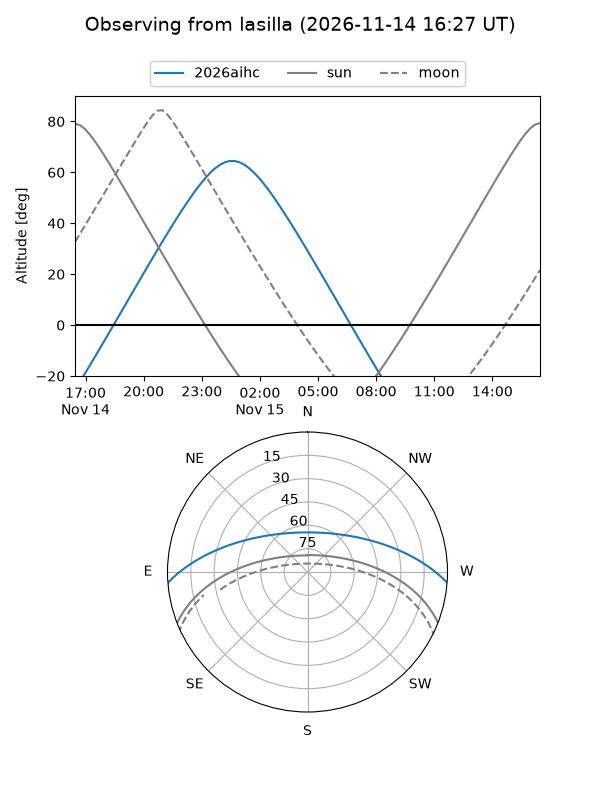 Observing from lasilla (2026-11-14 16:27 UT)
2026aihc sun moon
Altitude [deg]
80
60
40
20
0
−20
17:00 20:00 23:00 02:00 05:00 08:00 11:00 14:00
Nov 14 Nov 15
N
NE NW
15
30
45
60
75
E W
SE SW
S